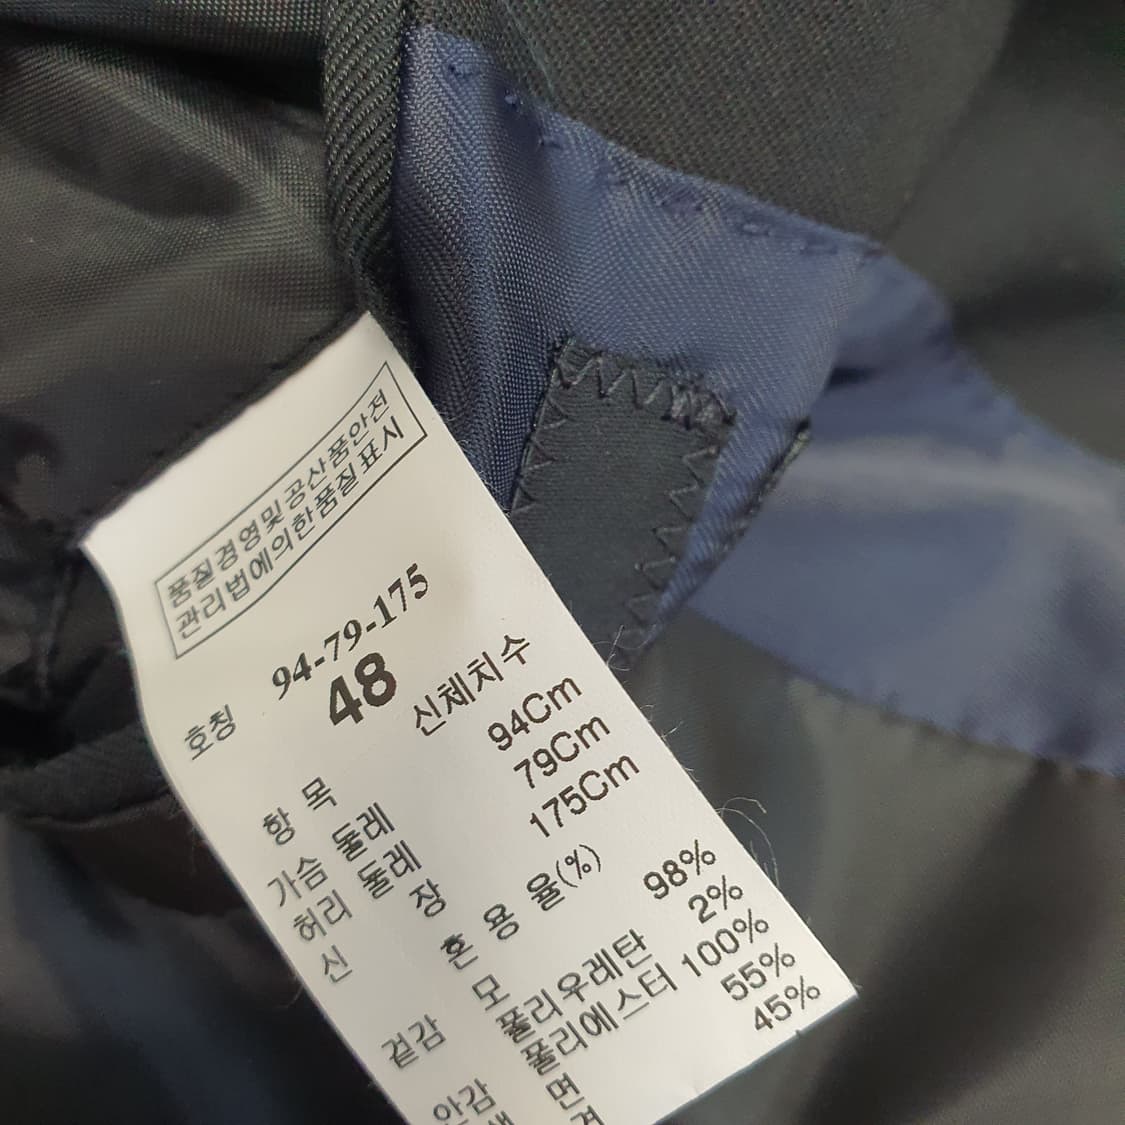 품질경영및공산품안전
관리법에의한품질표시
호칭 94-79-175
48
항 목 신체치수
가슴 둘레 94Cm
허리 둘레 79Cm
신 장 175Cm
혼 용 율(%)
겉감 모 98%
폴리우레탄 2%
안감 폴리에스터 100%
면 55%
45%